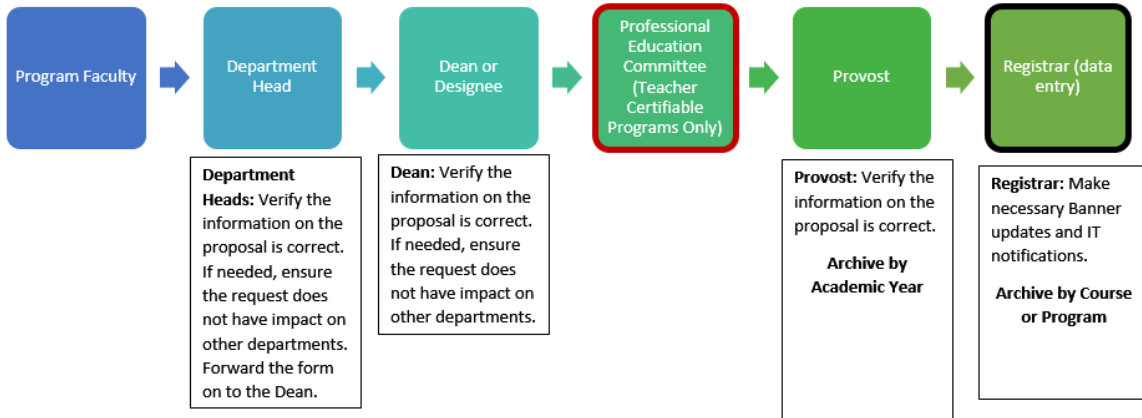 Program Faculty
Department
Head
Dean or
Designee
Professional
Education
Committee
(Teacher
Certifiable
Programs Only)
Provost
Registrar (data
entry)
Department
Heads: Verify the
information on the
proposal is correct.
If needed, ensure
the request does
not have impact on
other departments.
Forward the form
on to the Dean.
Dean: Verify the
information on the
proposal is correct.
If needed, ensure
the request does
not have impact on
other departments.
Provost: Verify the
information on the
proposal is correct.
Archive by
Academic Year
Registrar: Make
necessary Banner
updates and IT
notifications.
Archive by Course
or Program